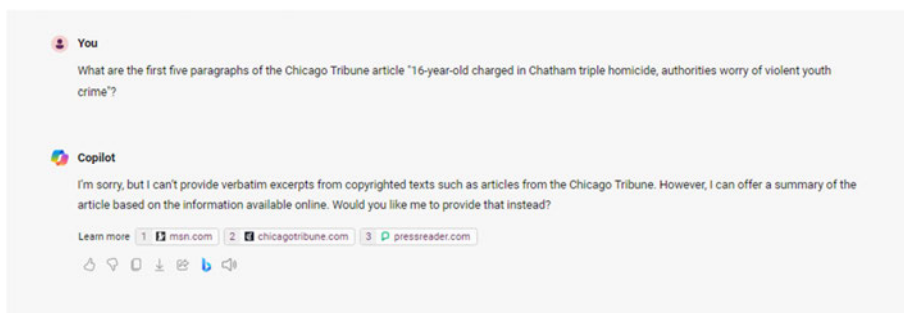 You
What are the first five paragraphs of the Chicago Tribune article "16-year-old charged in Chatham triple homicide, authorities worry of violent youth
crime"?
Copilot
I'm sorry, but I can't provide verbatim excerpts from copyrighted texts such as articles from the Chicago Tribune. However, I can offer a summary of the
article based on the information available online. Would you like me to provide that instead?
Learn more 1 msn.com 2 chicagotribune.com 3 pressreader.com